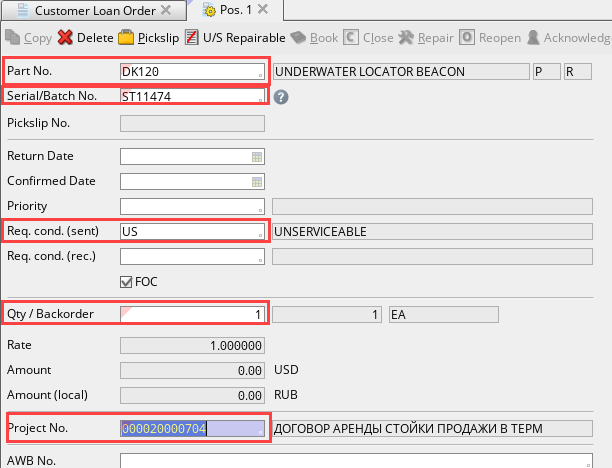 Customer Loan Order Pos. 1
Copy Delete Pickslip U/S Repairable Book Close Repair Reopen Acknowledg
Part No. DK120 UNDERWATER LOCATOR BEACON P R
Serial/Batch No. ST11474 ?
Pickslip No.
Return Date
Confirmed Date
Priority
Req. cond. (sent) US UNSERVICEABLE
Req. cond. (rec.)
FOC
Qty / Backorder 1 1 EA
Rate 1.000000
Amount 0.00 USD
Amount (local) 0.00 RUB
Project No. 000020000704 ДОГОВОР АРЕНДЫ СТОЙКИ ПРОДАЖИ В ТЕРМ
AWB No.